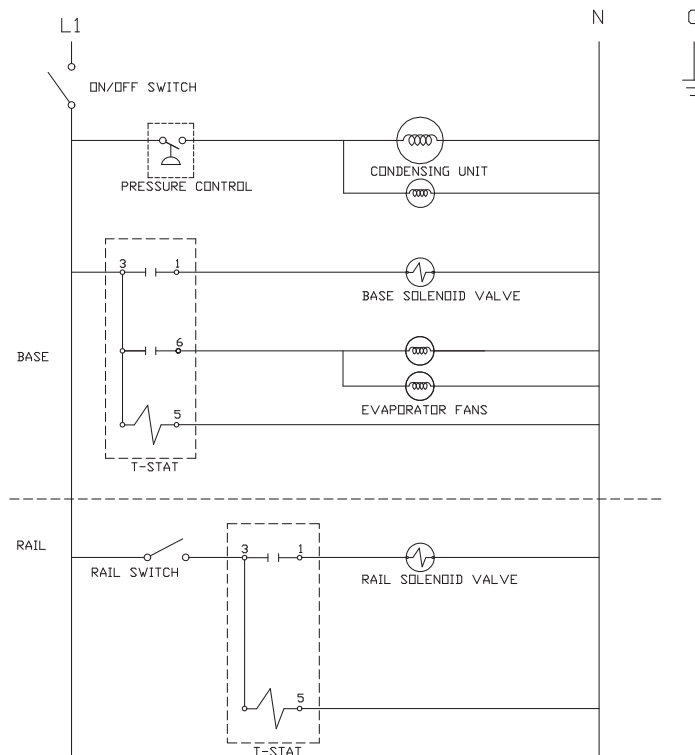 L1
N
ON/OFF SWITCH
PRESSURE CONTROL
CONDENSING UNIT
3 1
BASE SOLENOID VALVE
6
BASE
EVAPORATOR FANS
5
T-STAT
RAIL
3 1
RAIL SWITCH
RAIL SOLENOID VALVE
5
T-STAT